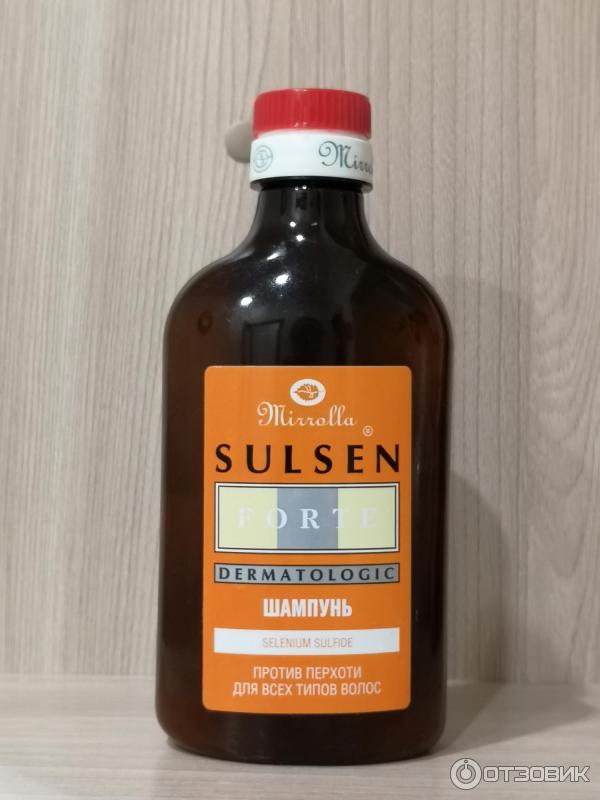 Mirrolla
Mirrolla
®
SULSEN
FORTE
DERMATOLOGIC
ШАМПУНЬ
SELENIUM SULFIDE
ПРОТИВ ПЕРХОТИ
ДЛЯ ВСЕХ ТИПОВ ВОЛОС
ОТЗОВИК